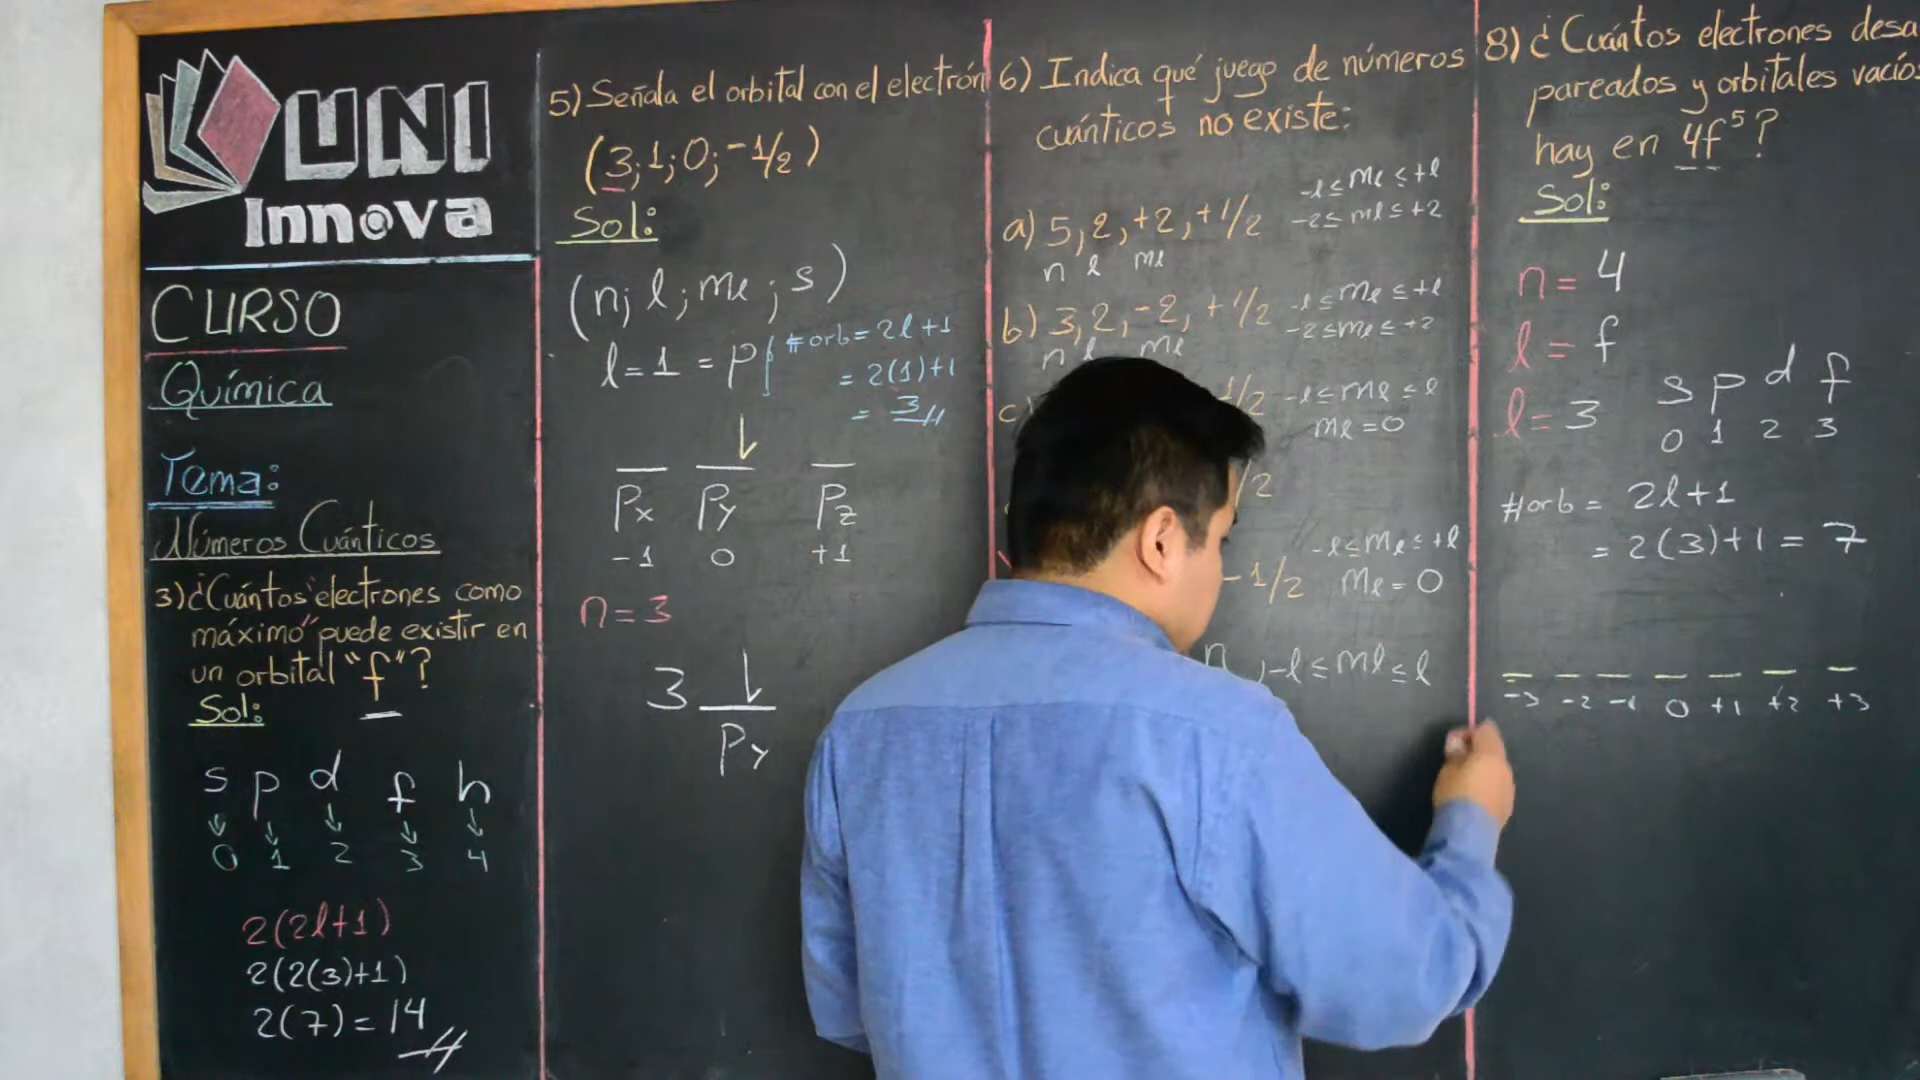 UNI
Innova
CURSO
Química
Tema:
Números Cuánticos
3) ¿Cuántos "electrones como
máximo" puede existir en
un orbital "f"?
Sol:
s p d f h
0 1 2 3 4
2(2l+1)
2(2(3)+1)
2(7) = 14
5) Señala el orbital con el electrón
(3;1;0;-1/2)
Sol:
(n; l; ml; s)
l = 1 = p
#orb = 2l+1
= 2(1)+1
= 3
Px Py Pz
-1 0 +1
n = 3
3
Py
6) Indica qué juego de números
cuánticos no existe:
a) 5, 2, +2, +1/2
n l ml
-l ≤ ml ≤ +l
-2 ≤ ml ≤ +2
b) 3, 2, -2, +1/2
n l ml
-l ≤ ml ≤ +l
-2 ≤ ml ≤ +2
c) 1/2
-l ≤ ml ≤ l
ml = 0
/2
-1/2
-l ≤ ml ≤ +l
ml = 0
n, -l ≤ ml ≤ l
8) ¿Cuántos electrones desa
pareados y orbitales vacíos
hay en 4f⁵?
Sol:
n = 4
l = f
l = 3
s p d f
0 1 2 3
#orb = 2l+1
= 2(3)+1 = 7
-3 -2 -1 0 +1 +2 +3